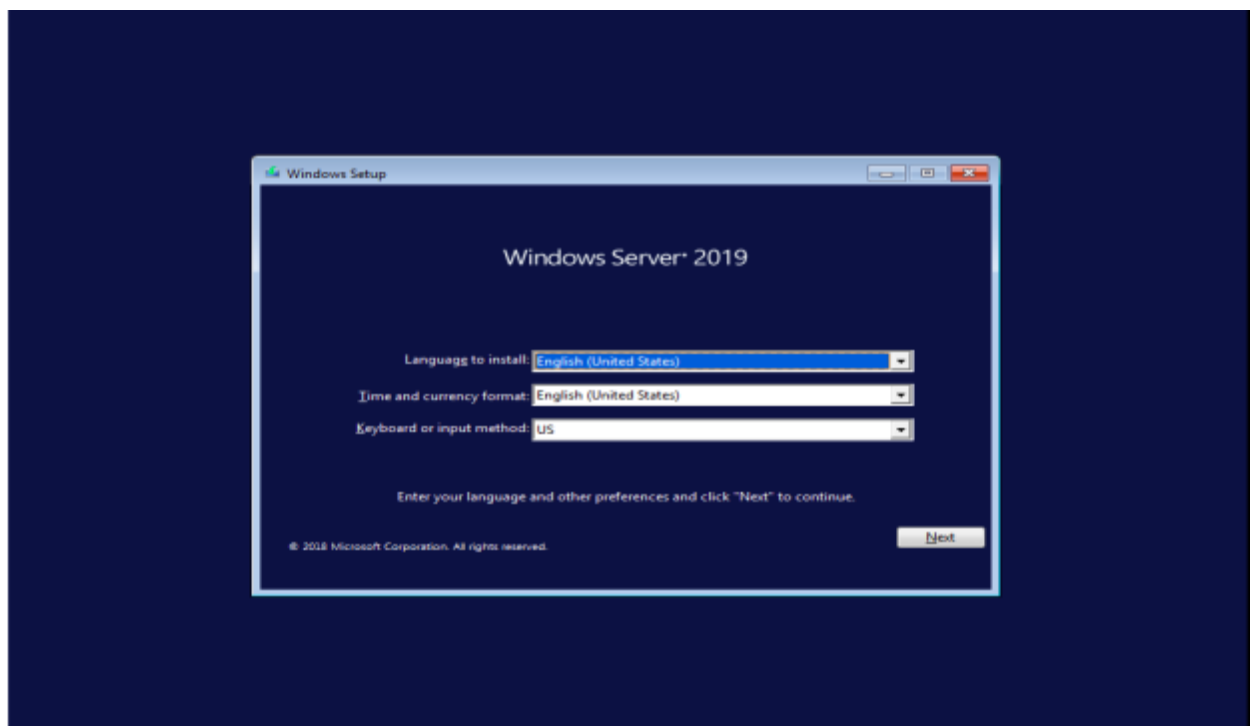 Windows Setup
Windows Server® 2019
Language to install: English (United States)
Time and currency format: English (United States)
Keyboard or input method: US
Enter your language and other preferences and click "Next" to continue.
© 2018 Microsoft Corporation. All rights reserved.
Next